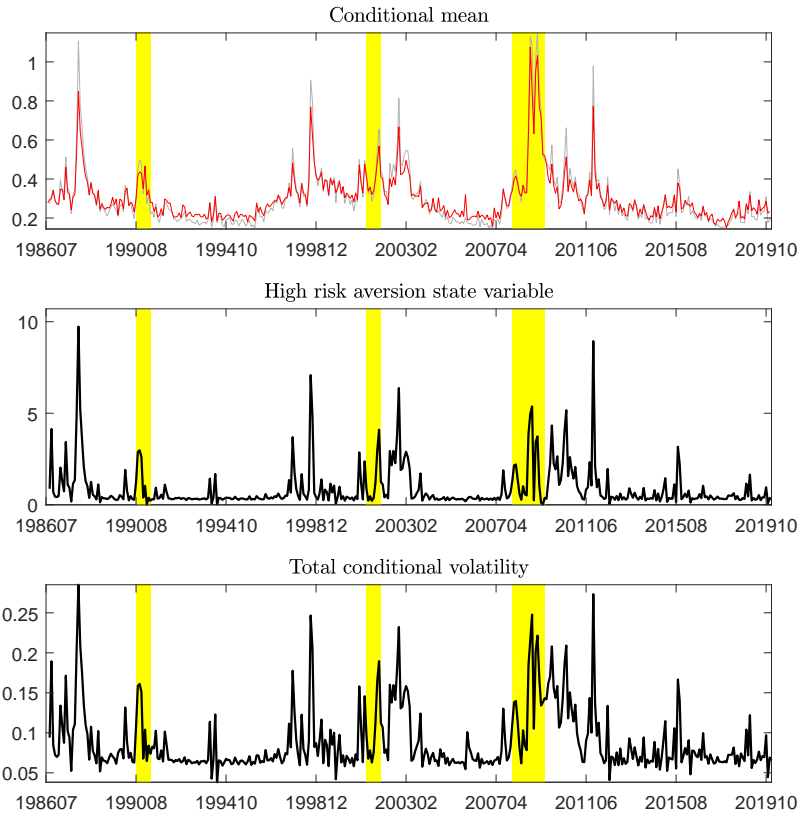 Conditional mean
1
0.8
0.6
0.4
0.2
198607 199008 199410 199812 200302 200704 201106 201508 201910
High risk aversion state variable
10
5
0
198607 199008 199410 199812 200302 200704 201106 201508 201910
Total conditional volatility
0.25
0.2
0.15
0.1
0.05
198607 199008 199410 199812 200302 200704 201106 201508 201910